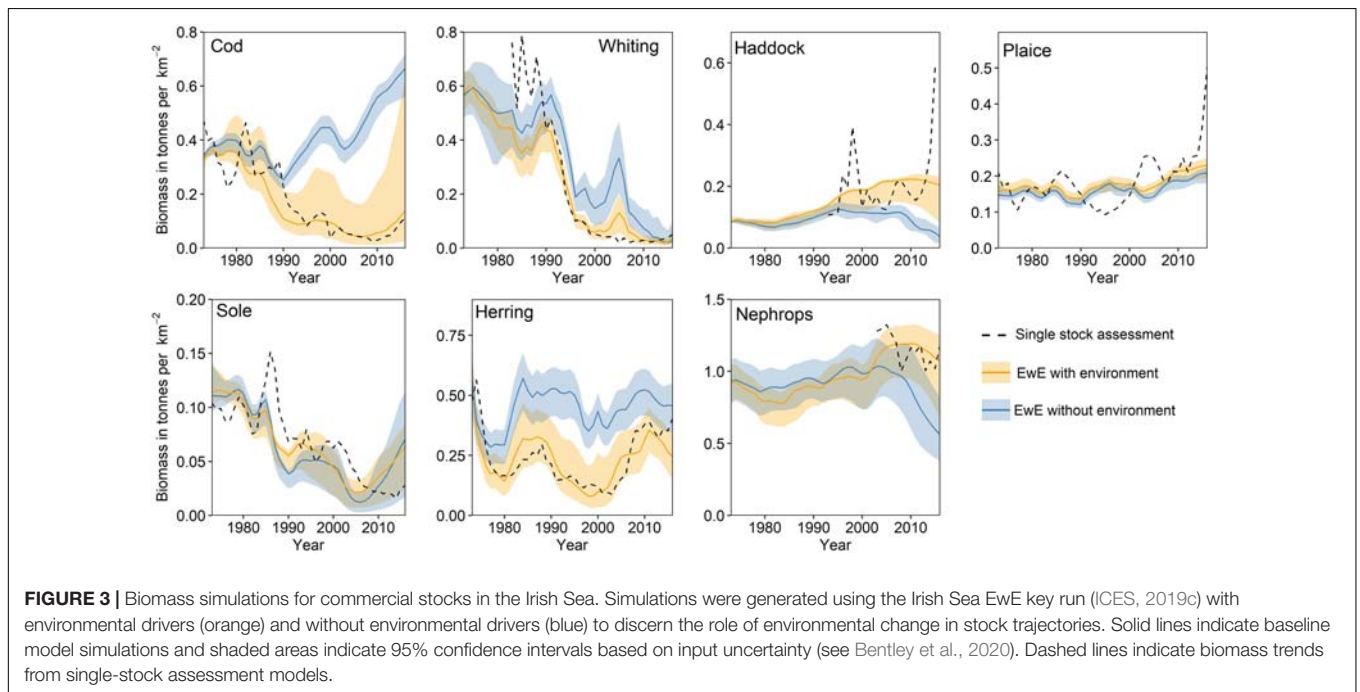 Cod
Whiting
Haddock
Plaice
Biomass in tonnes per km⁻²
0.8
0.6
0.4
0.2
0.0
1980 1990 2000 2010
Year
0.8
0.6
0.4
0.2
0.0
1980 1990 2000 2010
Year
0.6
0.4
0.2
0.0
1980 1990 2000 2010
Year
0.5
0.4
0.3
0.2
0.1
0.0
1980 1990 2000 2010
Year
Sole
Herring
Nephrops
Biomass in tonnes per km⁻²
0.20
0.15
0.10
0.05
0.00
1980 1990 2000 2010
Year
0.75
0.50
0.25
0.00
1980 1990 2000 2010
Year
1.5
1.0
0.5
0.0
1980 1990 2000 2010
Year
Single stock assessment
EwE with environment
EwE without environment
FIGURE 3 | Biomass simulations for commercial stocks in the Irish Sea. Simulations were generated using the Irish Sea EwE key run (ICES, 2019c) with
environmental drivers (orange) and without environmental drivers (blue) to discern the role of environmental change in stock trajectories. Solid lines indicate baseline
model simulations and shaded areas indicate 95% confidence intervals based on input uncertainty (see Bentley et al., 2020). Dashed lines indicate biomass trends
from single-stock assessment models.